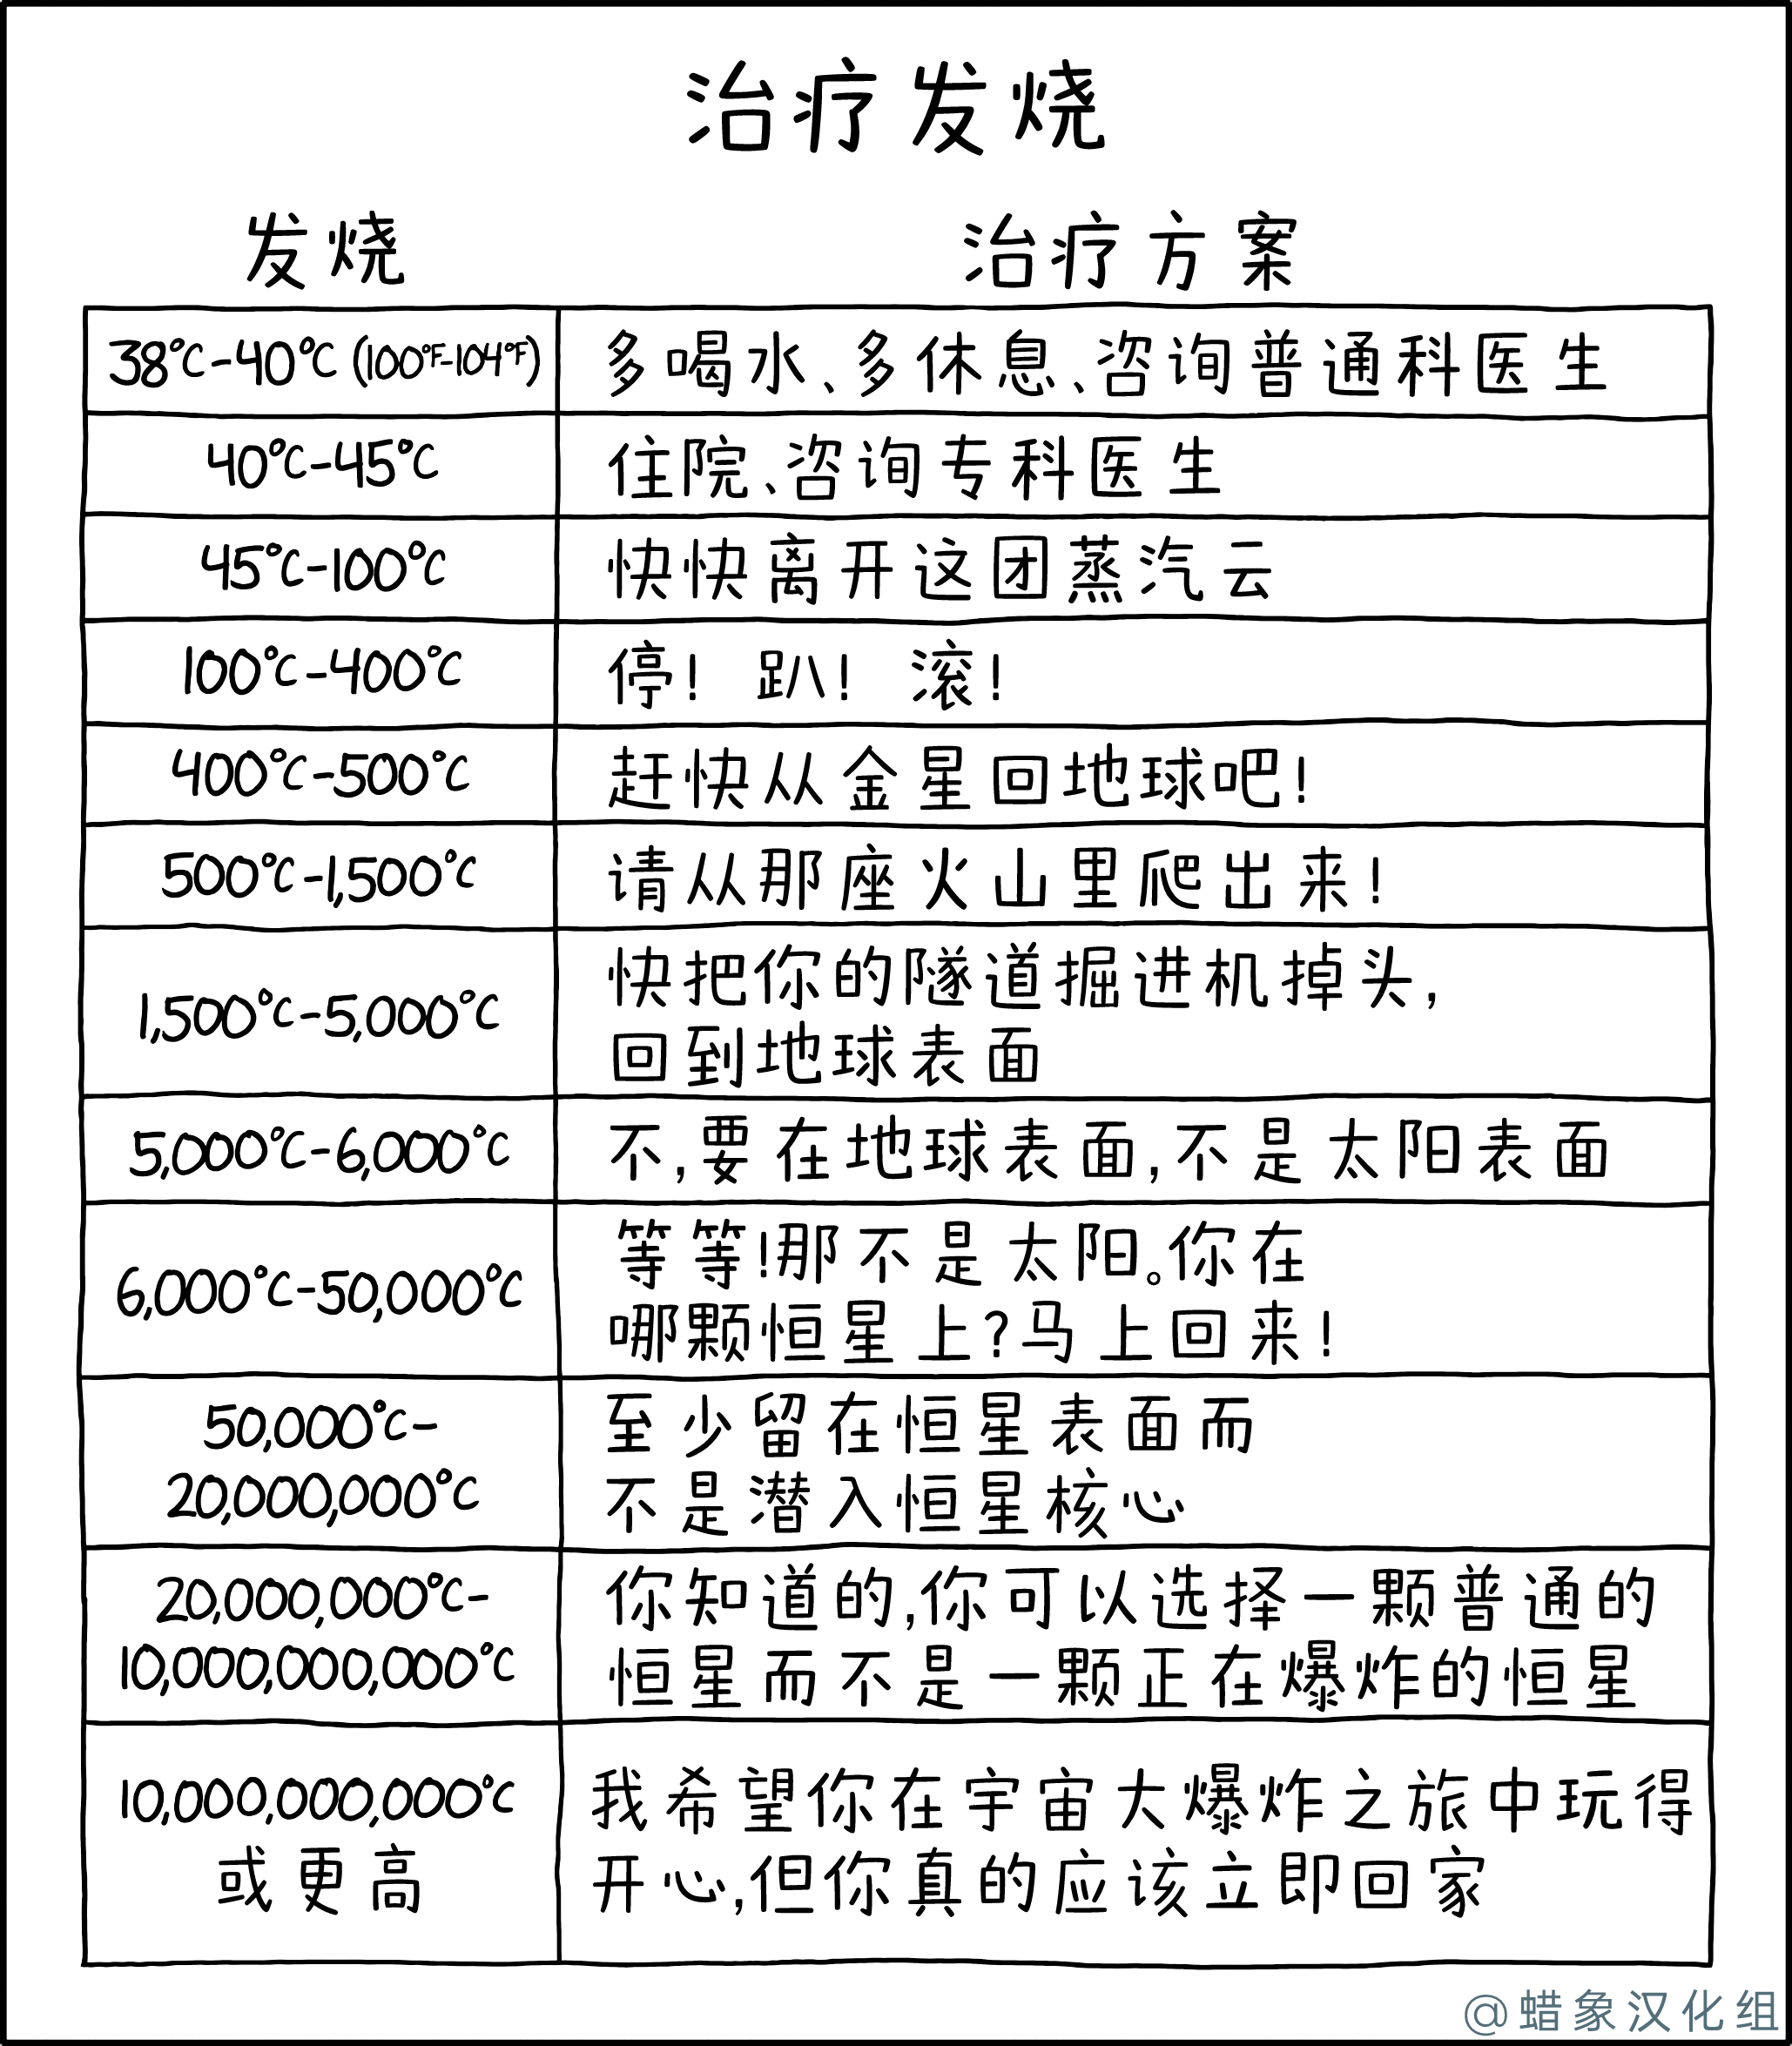 治疗发烧
发烧
治疗方案
38°C-40°C (100°F-104°F)
多喝水、多休息、咨询普通科医生
40°C-45°C
住院、咨询专科医生
45°C-100°C
快快离开这团蒸汽云
100°C-400°C
停! 趴! 滚!
400°C-500°C
赶快从金星回地球吧!
500°C-1,500°C
请从那座火山里爬出来!
1,500°C-5,000°C
快把你的隧道掘进机掉头,
回到地球表面
5,000°C-6,000°C
不,要在地球表面,不是太阳表面
6,000°C-50,000°C
等等!那不是太阳。你在
哪颗恒星上?马上回来!
50,000°C-
20,000,000°C
至少留在恒星表面而
不是潜入恒星核心
20,000,000°C-
10,000,000,000°C
你知道的,你可以选择一颗普通的
恒星而不是一颗正在爆炸的恒星
10,000,000,000°C
或更高
我希望你在宇宙大爆炸之旅中玩得
开心,但你真的应该立即回家
@蜡象汉化组